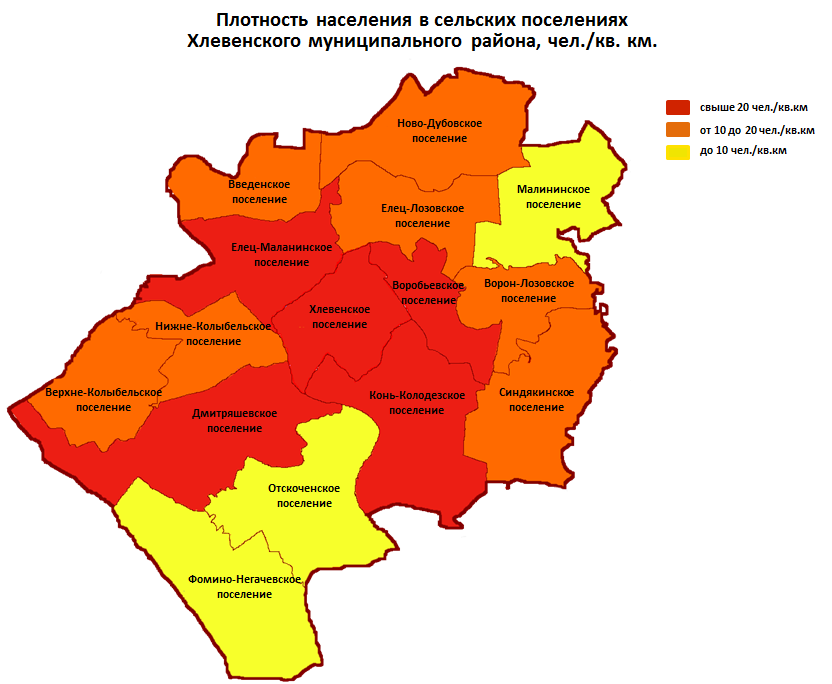 Плотность населения в сельских поселениях
Хлевенского муниципального района, чел./кв. км.
свыше 20 чел./кв.км
от 10 до 20 чел./кв.км
до 10 чел./кв.км
Ново-Дубовское
поселение
Введенское
поселение
Малининское
поселение
Елец-Лозовское
поселение
Елец-Маланинское
поселение
Воробьевское
поселение
Ворон-Лозовское
поселение
Хлевенское
поселение
Нижне-Колыбельское
поселение
Верхне-Колыбельское
поселение
Конь-Колодезское
поселение
Синдякинское
поселение
Дмитряшевское
поселение
Отскоченское
поселение
Фомино-Негачевское
поселение